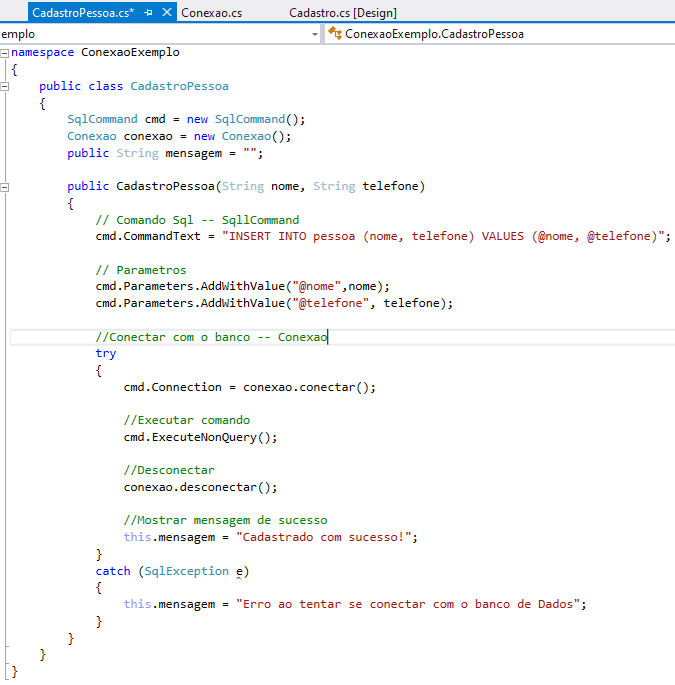 CadastroPessoa.cs* Conexao.cs Cadastro.cs [Design]
emplo ConexaoExemplo.CadastroPessoa
namespace ConexaoExemplo
{
public class CadastroPessoa
{
SqlCommand cmd = new SqlCommand();
Conexao conexao = new Conexao();
public String mensagem = "";
public CadastroPessoa(String nome, String telefone)
{
// Comando Sql -- SqllCommand
cmd.CommandText = "INSERT INTO pessoa (nome, telefone) VALUES (@nome, @telefone)";
// Parametros
cmd.Parameters.AddWithValue("@nome",nome);
cmd.Parameters.AddWithValue("@telefone", telefone);
//Conectar com o banco -- Conexao
try
{
cmd.Connection = conexao.conectar();
//Executar comando
cmd.ExecuteNonQuery();
//Desconectar
conexao.desconectar();
//Mostrar mensagem de sucesso
this.mensagem = "Cadastrado com sucesso!";
}
catch (SqlException e)
{
this.mensagem = "Erro ao tentar se conectar com o banco de Dados";
}
}
}
}